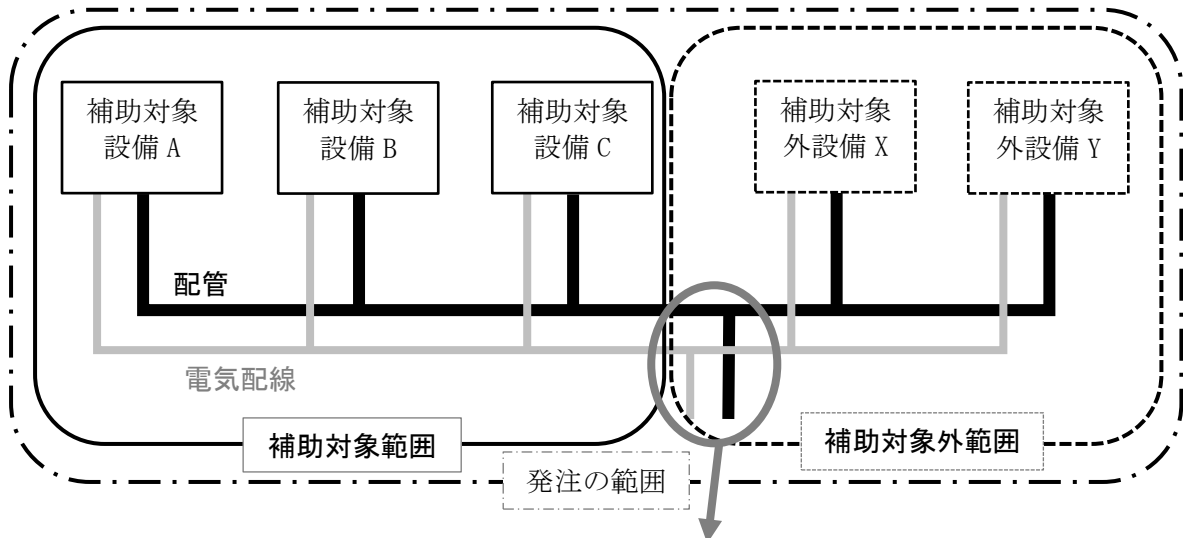 補助対象
設備 A
補助対象
設備 B
補助対象
設備 C
補助対象
外設備 X
補助対象
外設備 Y
配管
電気配線
補助対象範囲
補助対象外範囲
発注の範囲